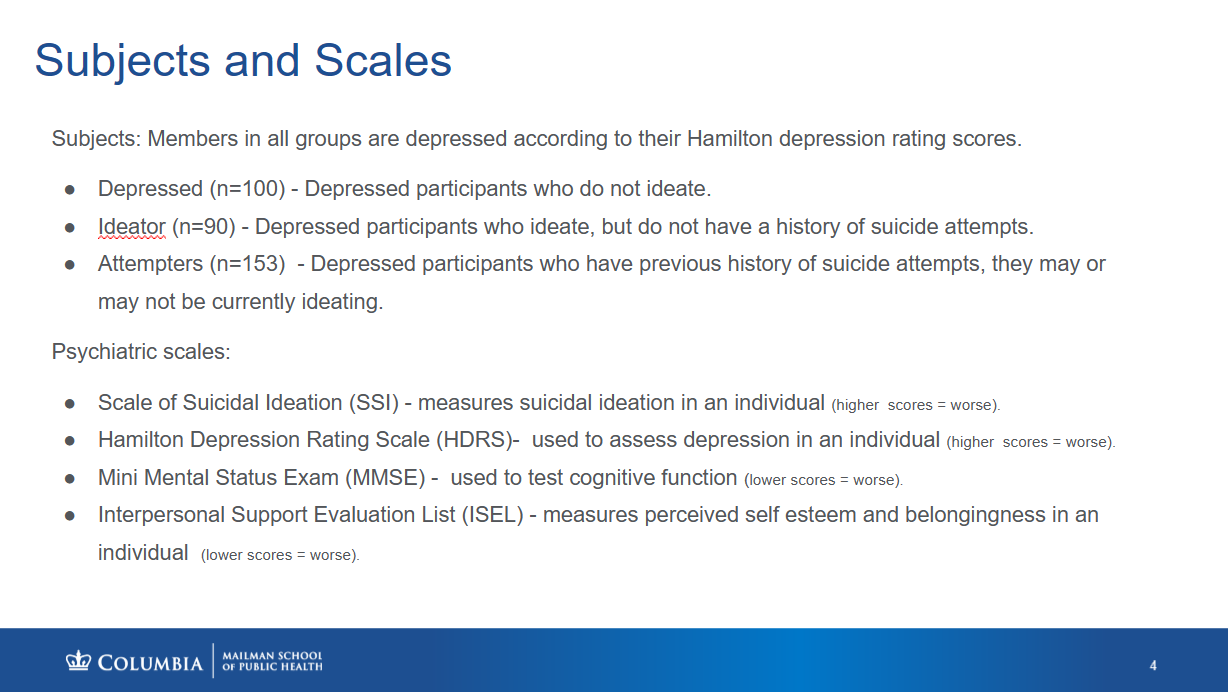 Subjects and Scales
Subjects: Members in all groups are depressed according to their Hamilton depression rating scores.
● Depressed (n=100) - Depressed participants who do not ideate.
● Ideator (n=90) - Depressed participants who ideate, but do not have a history of suicide attempts.
● Attempters (n=153)  - Depressed participants who have previous history of suicide attempts, they may or
may not be currently ideating.
Psychiatric scales:
● Scale of Suicidal Ideation (SSI) - measures suicidal ideation in an individual (higher  scores = worse).
● Hamilton Depression Rating Scale (HDRS)-  used to assess depression in an individual (higher  scores = worse).
● Mini Mental Status Exam (MMSE) -  used to test cognitive function (lower scores = worse).
● Interpersonal Support Evaluation List (ISEL) - measures perceived self esteem and belongingness in an
individual  (lower scores = worse).
COLUMBIA
MAILMAN SCHOOL
OF PUBLIC HEALTH
4